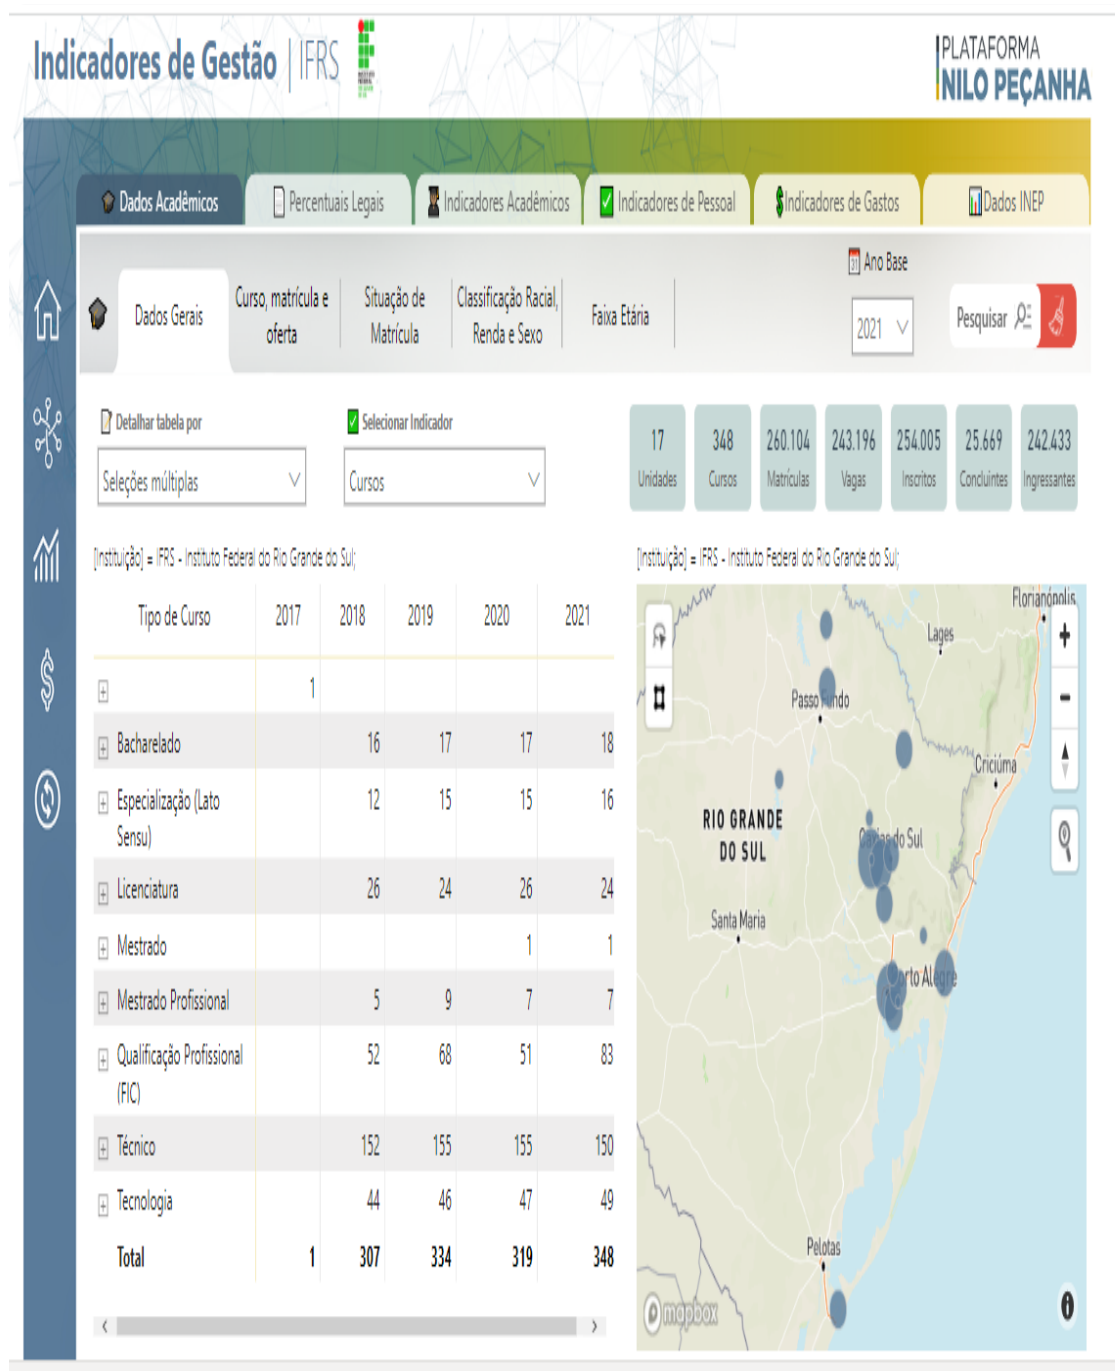 Indicadores de Gestão | IFRS
PLATAFORMA
NILO PEÇANHA
Dados Acadêmicos
Percentuais Legais
Indicadores Acadêmicos
Indicadores de Pessoal
Indicadores de Gastos
Dados INEP
Dados Gerais
Curso, matrícula e
oferta
Situação de
Matrícula
Classificação Racial,
Renda e Sexo
Faixa Etária
Ano Base
2021
Pesquisar
Detalhar tabela por
Seleções múltiplas
Selecionar Indicador
Cursos
17
Unidades
348
Cursos
260.104
Matrículas
243.196
Vagas
254.005
Inscritos
25.669
Concluintes
242.433
Ingressantes
[Instituição] = IFRS - Instituto Federal do Rio Grande do Sul;
[Instituição] = IFRS - Instituto Federal do Rio Grande do Sul;
Tipo de Curso 2017 2018 2019 2020 2021
1
Bacharelado 16 17 17 18
Especialização (Lato 12 15 15 16
Sensu)
Licenciatura 26 24 26 24
Mestrado 1 1
Mestrado Profissional 5 9 7 7
Qualificação Profissional 52 68 51 83
(FIC)
Técnico 152 155 155 150
Tecnologia 44 46 47 49
Total 1 307 334 319 348
Florianópolis
Lages
Passo Fundo
Criciúma
RIO GRANDE
DO SUL
Caxias do Sul
Santa Maria
Porto Alegre
Pelotas
mapbox